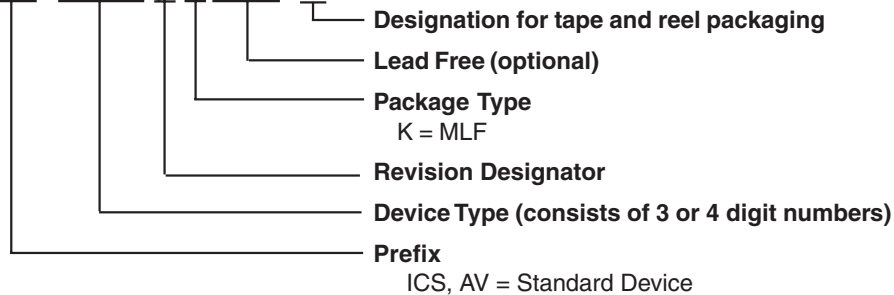 Designation for tape and reel packaging
Lead Free (optional)
Package Type
K = MLF
Revision Designator
Device Type (consists of 3 or 4 digit numbers)
Prefix
ICS, AV = Standard Device